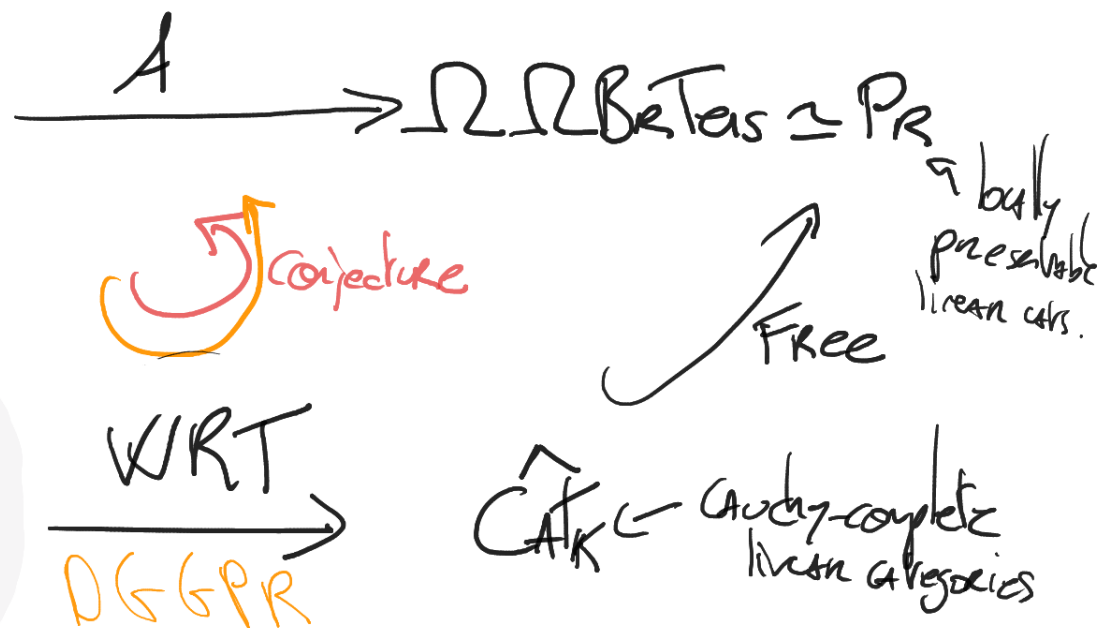 A
ΩΩBrTens ≃ Pr
locally
presentable
linear cats.
Conjecture
Free
WRT
DGGPR
Ĉat_K
Cauchy-complete
linear categories